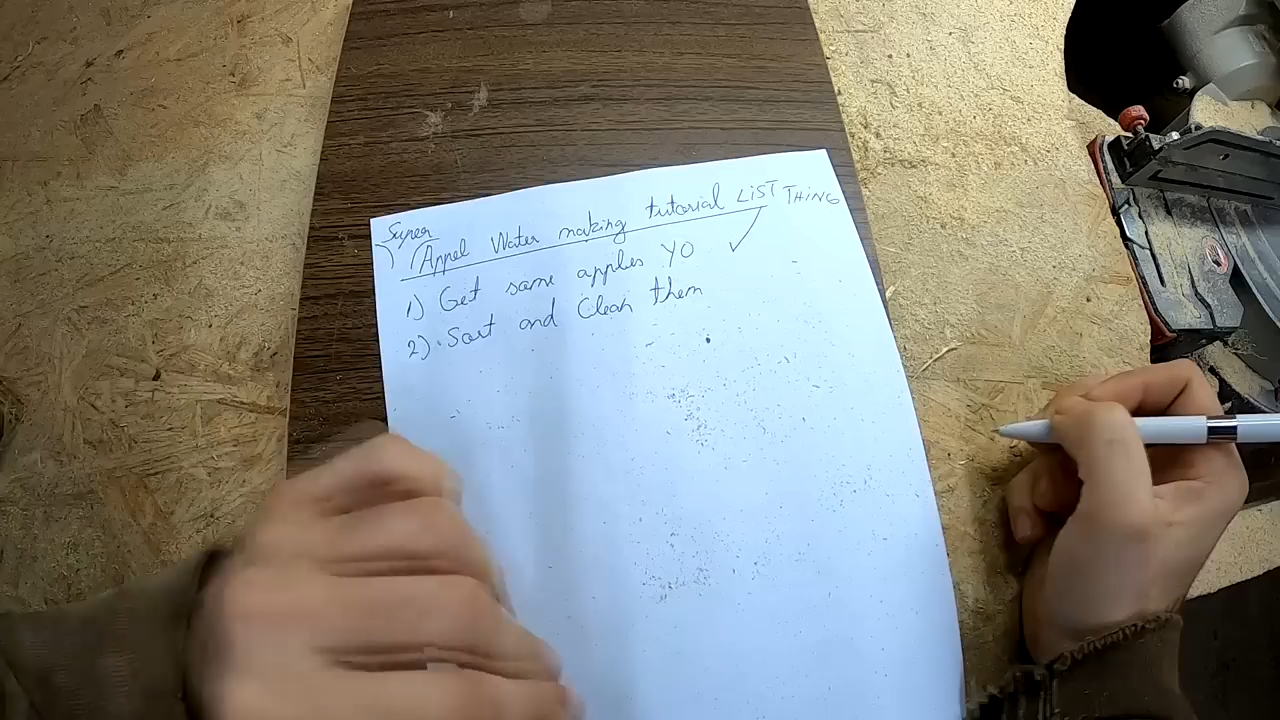 Super
Appel Water making tutorial LIST THING
1) Get some apples YO ✓
2) Sort and Clean them